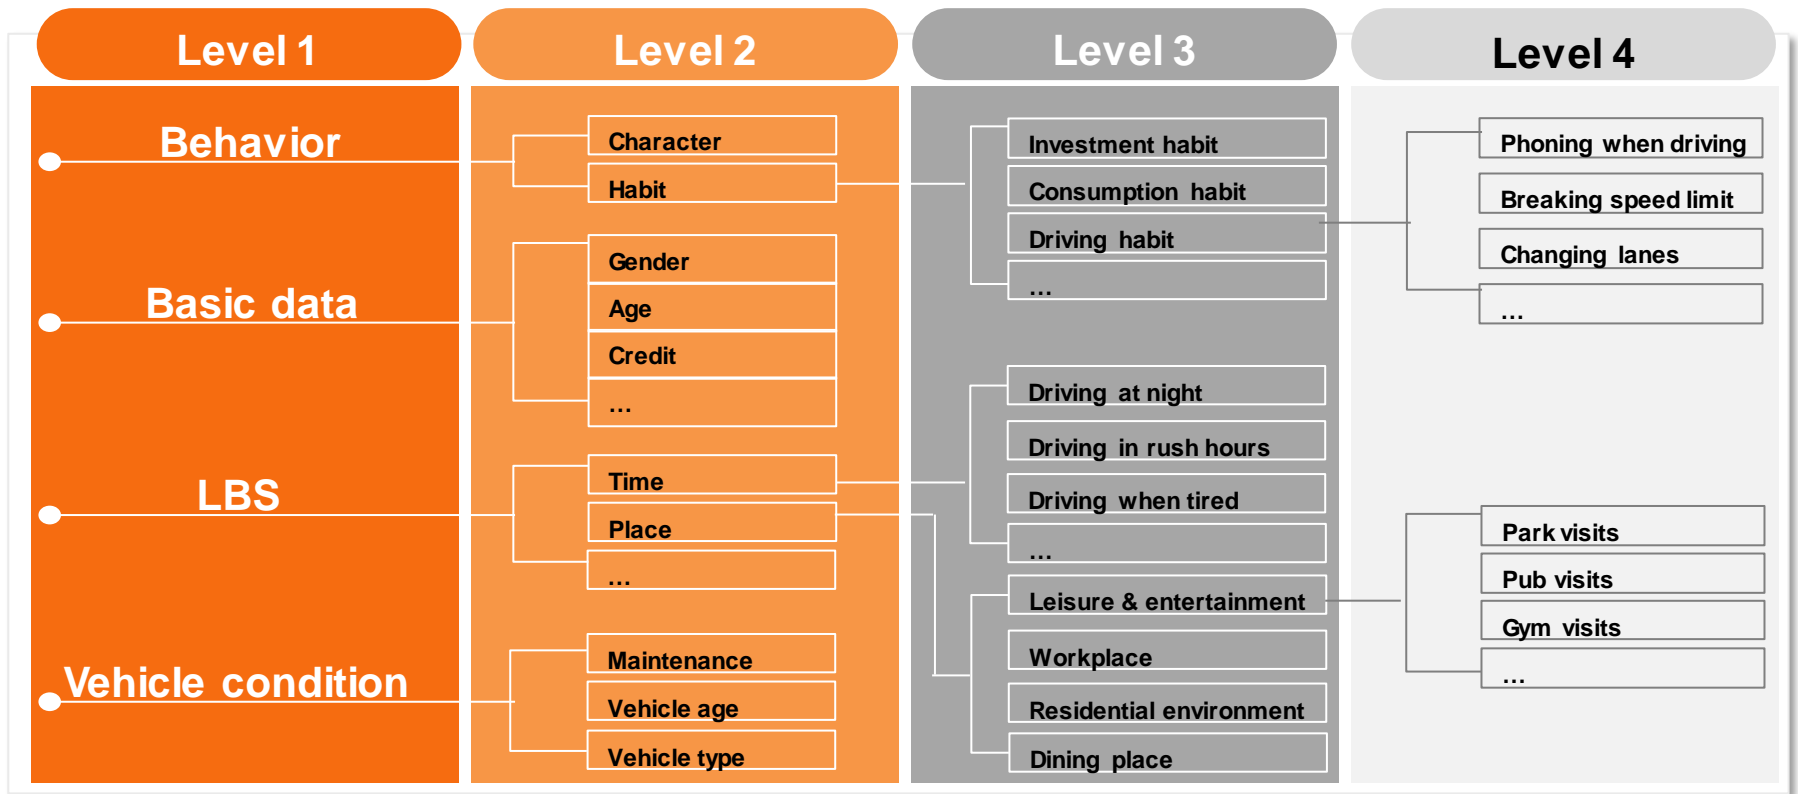 Level 1
Level 2
Level 3
Level 4
Behavior
Basic data
LBS
Vehicle condition
Character
Habit
Gender
Age
Credit
...
Time
Place
...
Maintenance
Vehicle age
Vehicle type
Investment habit
Consumption habit
Driving habit
...
Driving at night
Driving in rush hours
Driving when tired
...
Leisure & entertainment
Workplace
Residential environment
Dining place
Phoning when driving
Breaking speed limit
Changing lanes
...
Park visits
Pub visits
Gym visits
...